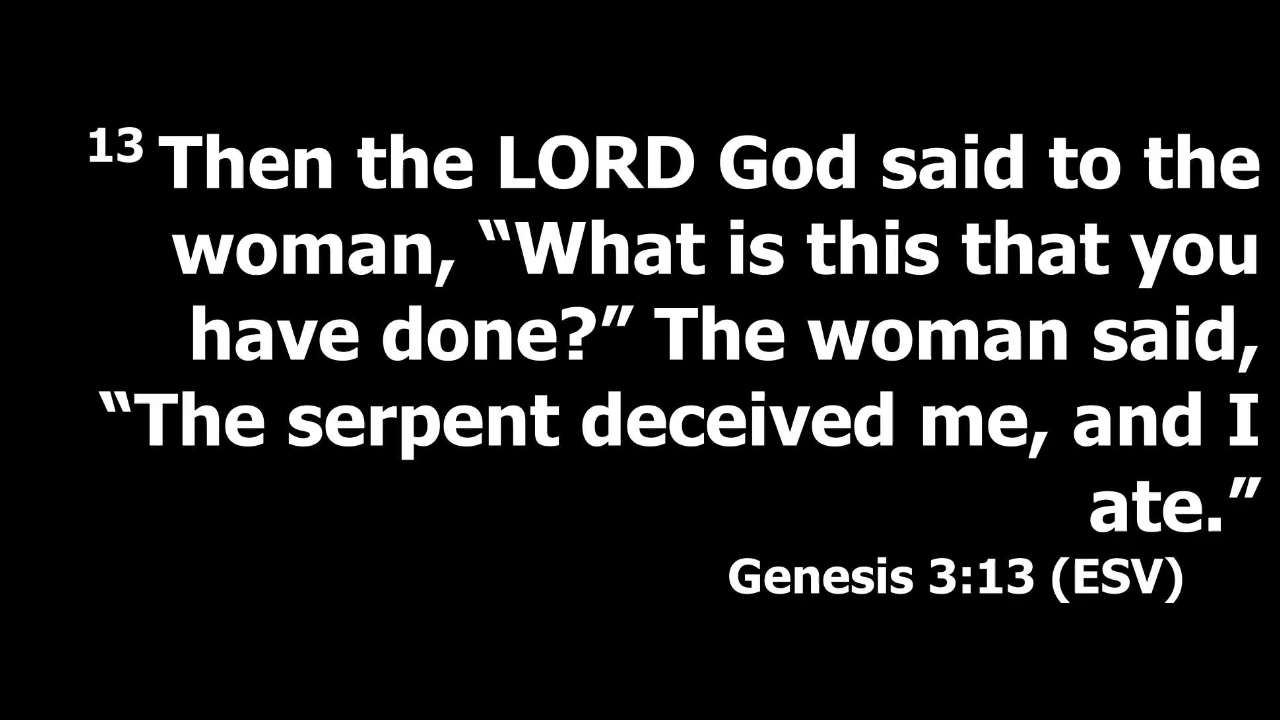 13 Then the LORD God said to the
woman, “What is this that you
have done?” The woman said,
“The serpent deceived me, and I
ate.”
Genesis 3:13 (ESV)